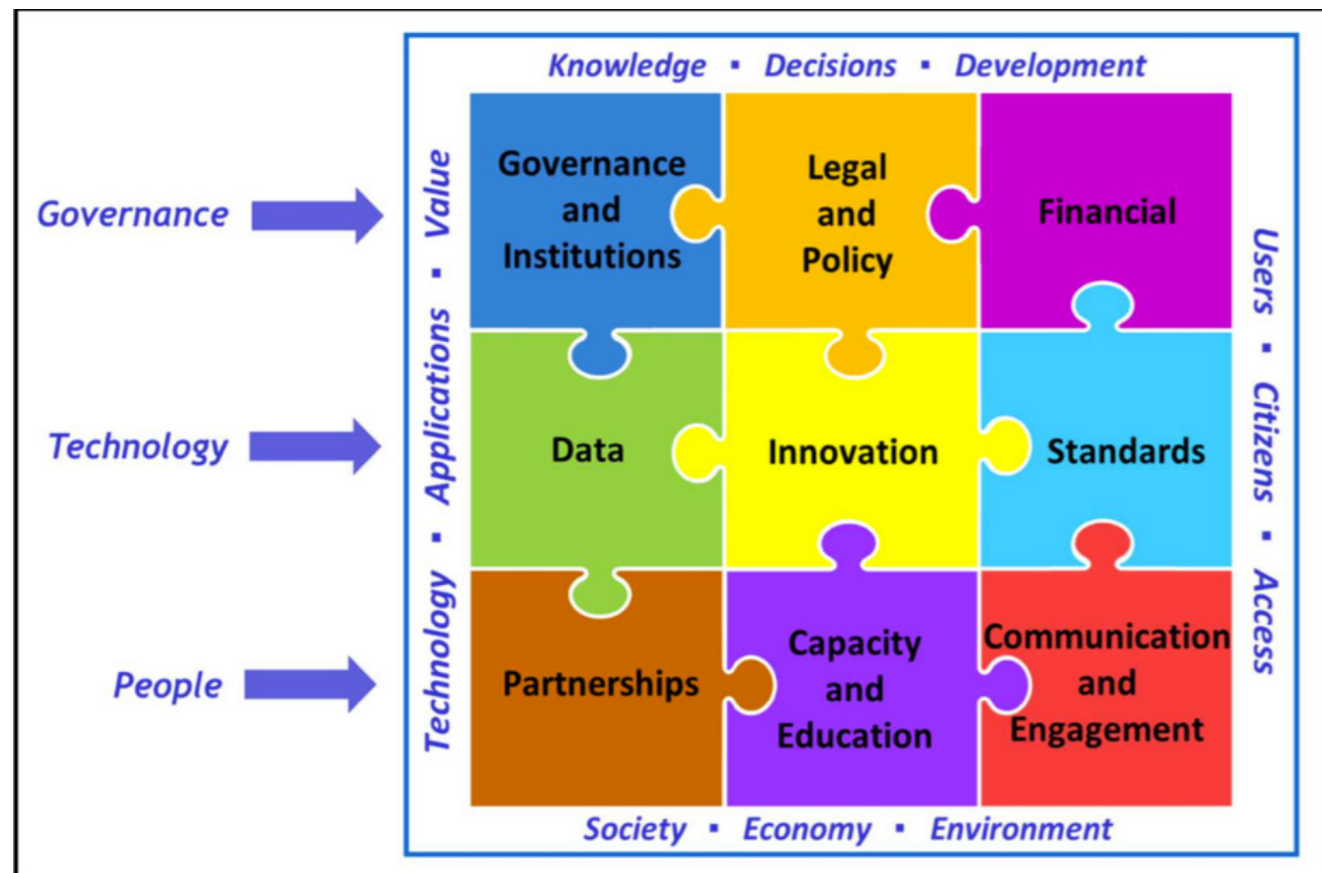 Knowledge ▪ Decisions ▪ Development
Governance
Technology
People
Technology ▪ Applications ▪ Value
Governance
and
Institutions
Legal
and
Policy
Financial
Data
Innovation
Standards
Partnerships
Capacity
and
Education
Communication
and
Engagement
Users ▪ Citizens ▪ Access
Society ▪ Economy ▪ Environment